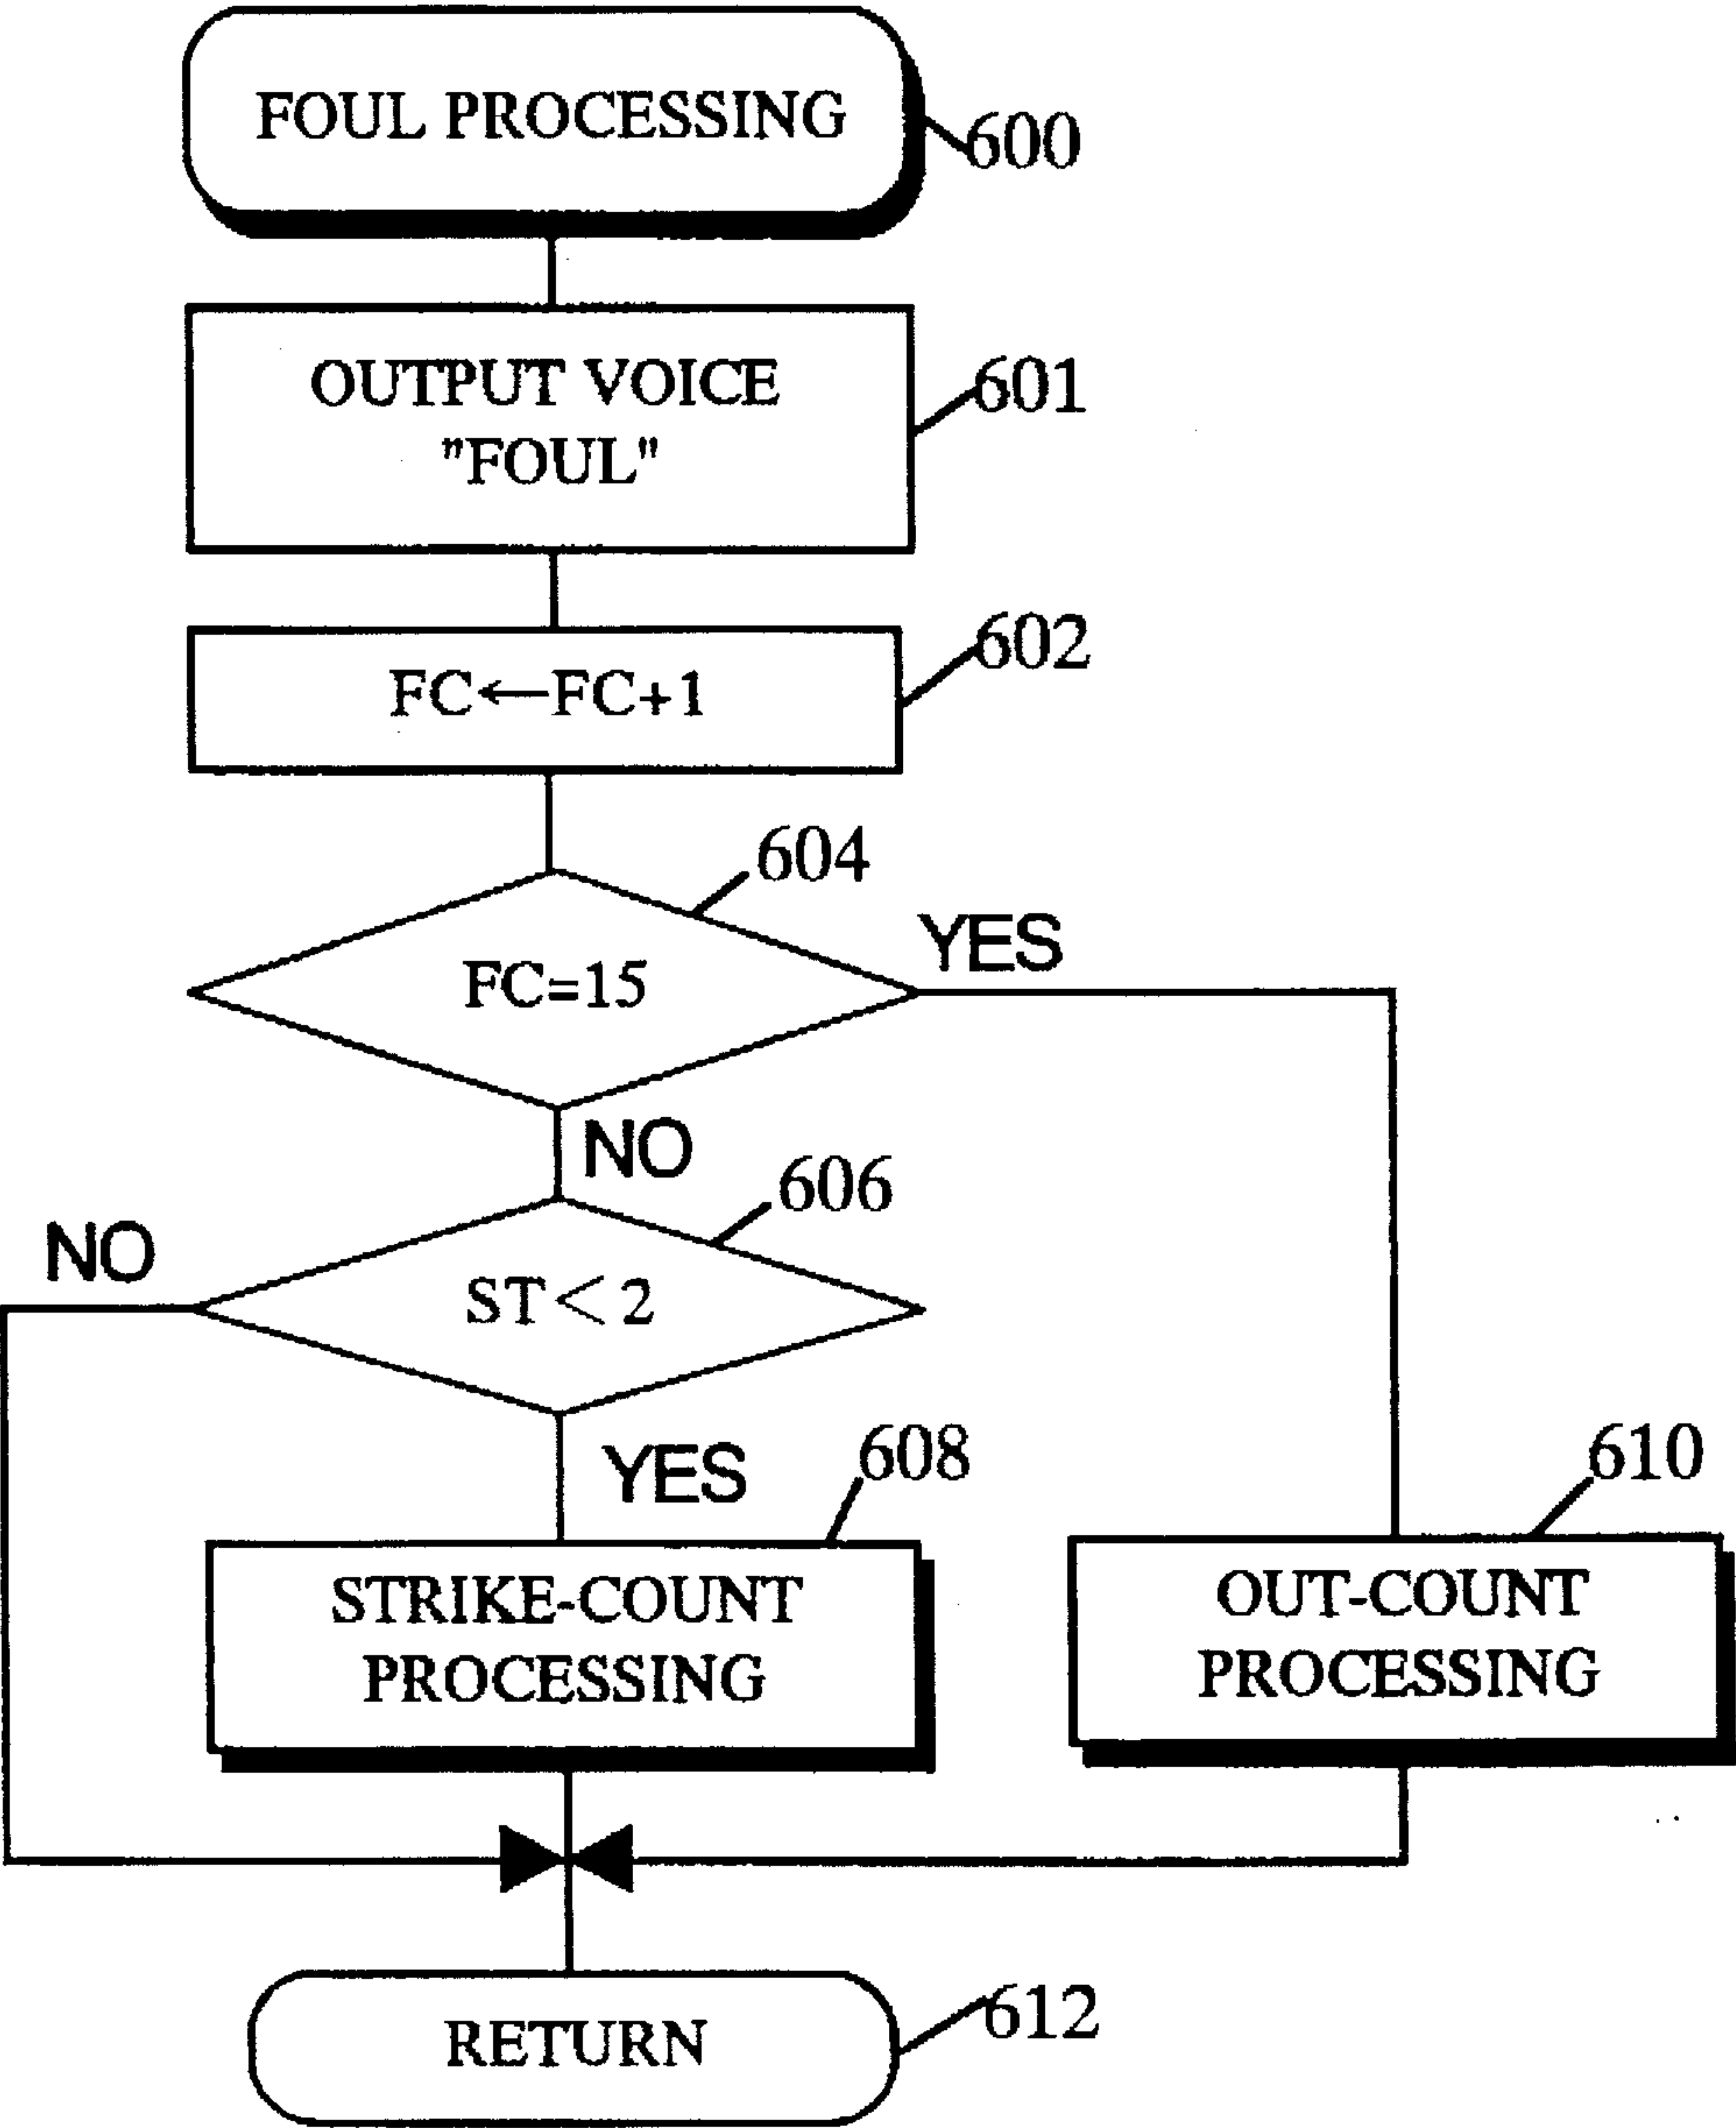 FOUL PROCESSING
600
OUTPUT VOICE
"FOUL"
601
FC←FC+1
602
604
FC=15
YES
NO
606
NO
ST<2
YES
608
610
STRIKE-COUNT
PROCESSING
OUT-COUNT
PROCESSING
RETURN
612